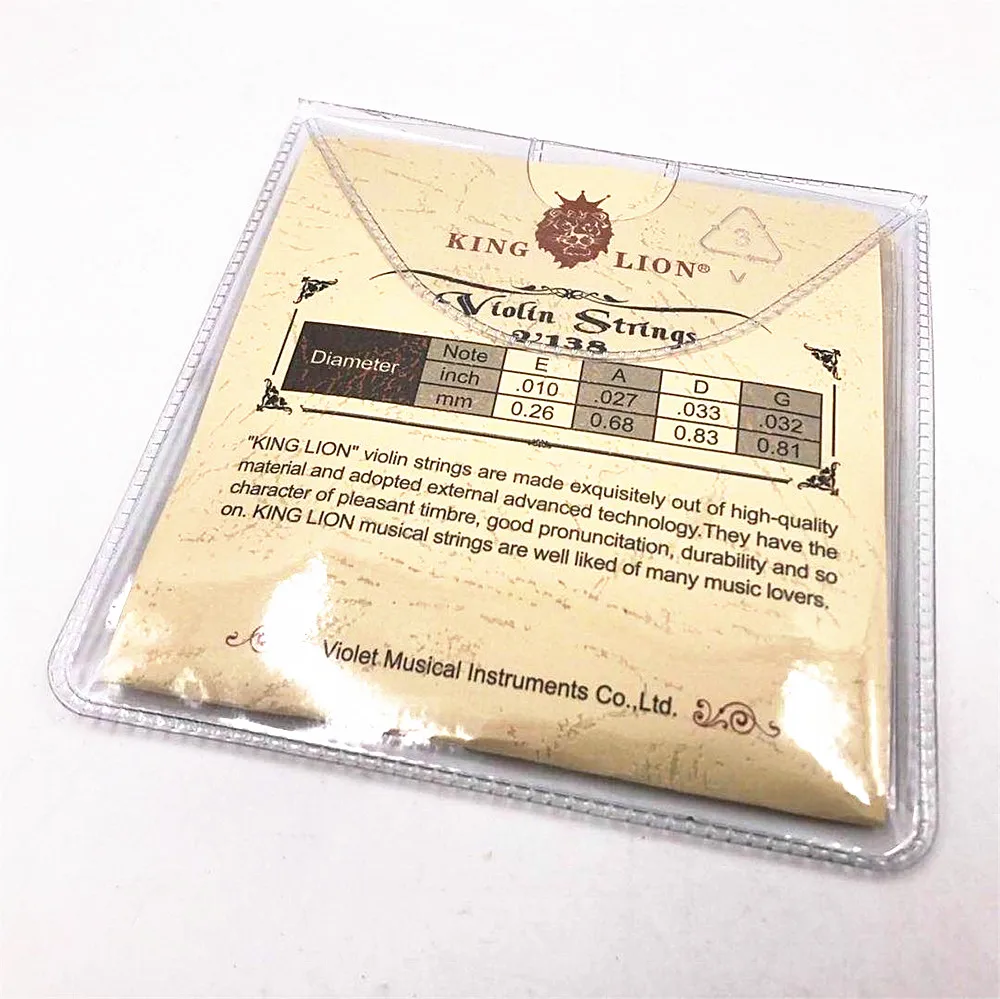 KING LION®
3
V
Violin Strings
2'138
Diameter Note E A D G
inch .010 .027 .033 .032
mm 0.26 0.68 0.83 0.81
"KING LION" violin strings are made exquisitely out of high-quality
material and adopted external advanced technology.They have the
character of pleasant timbre, good pronuncitation, durability and so
on. KING LION musical strings are well liked of many music lovers.
Violet Musical Instruments Co.,Ltd.